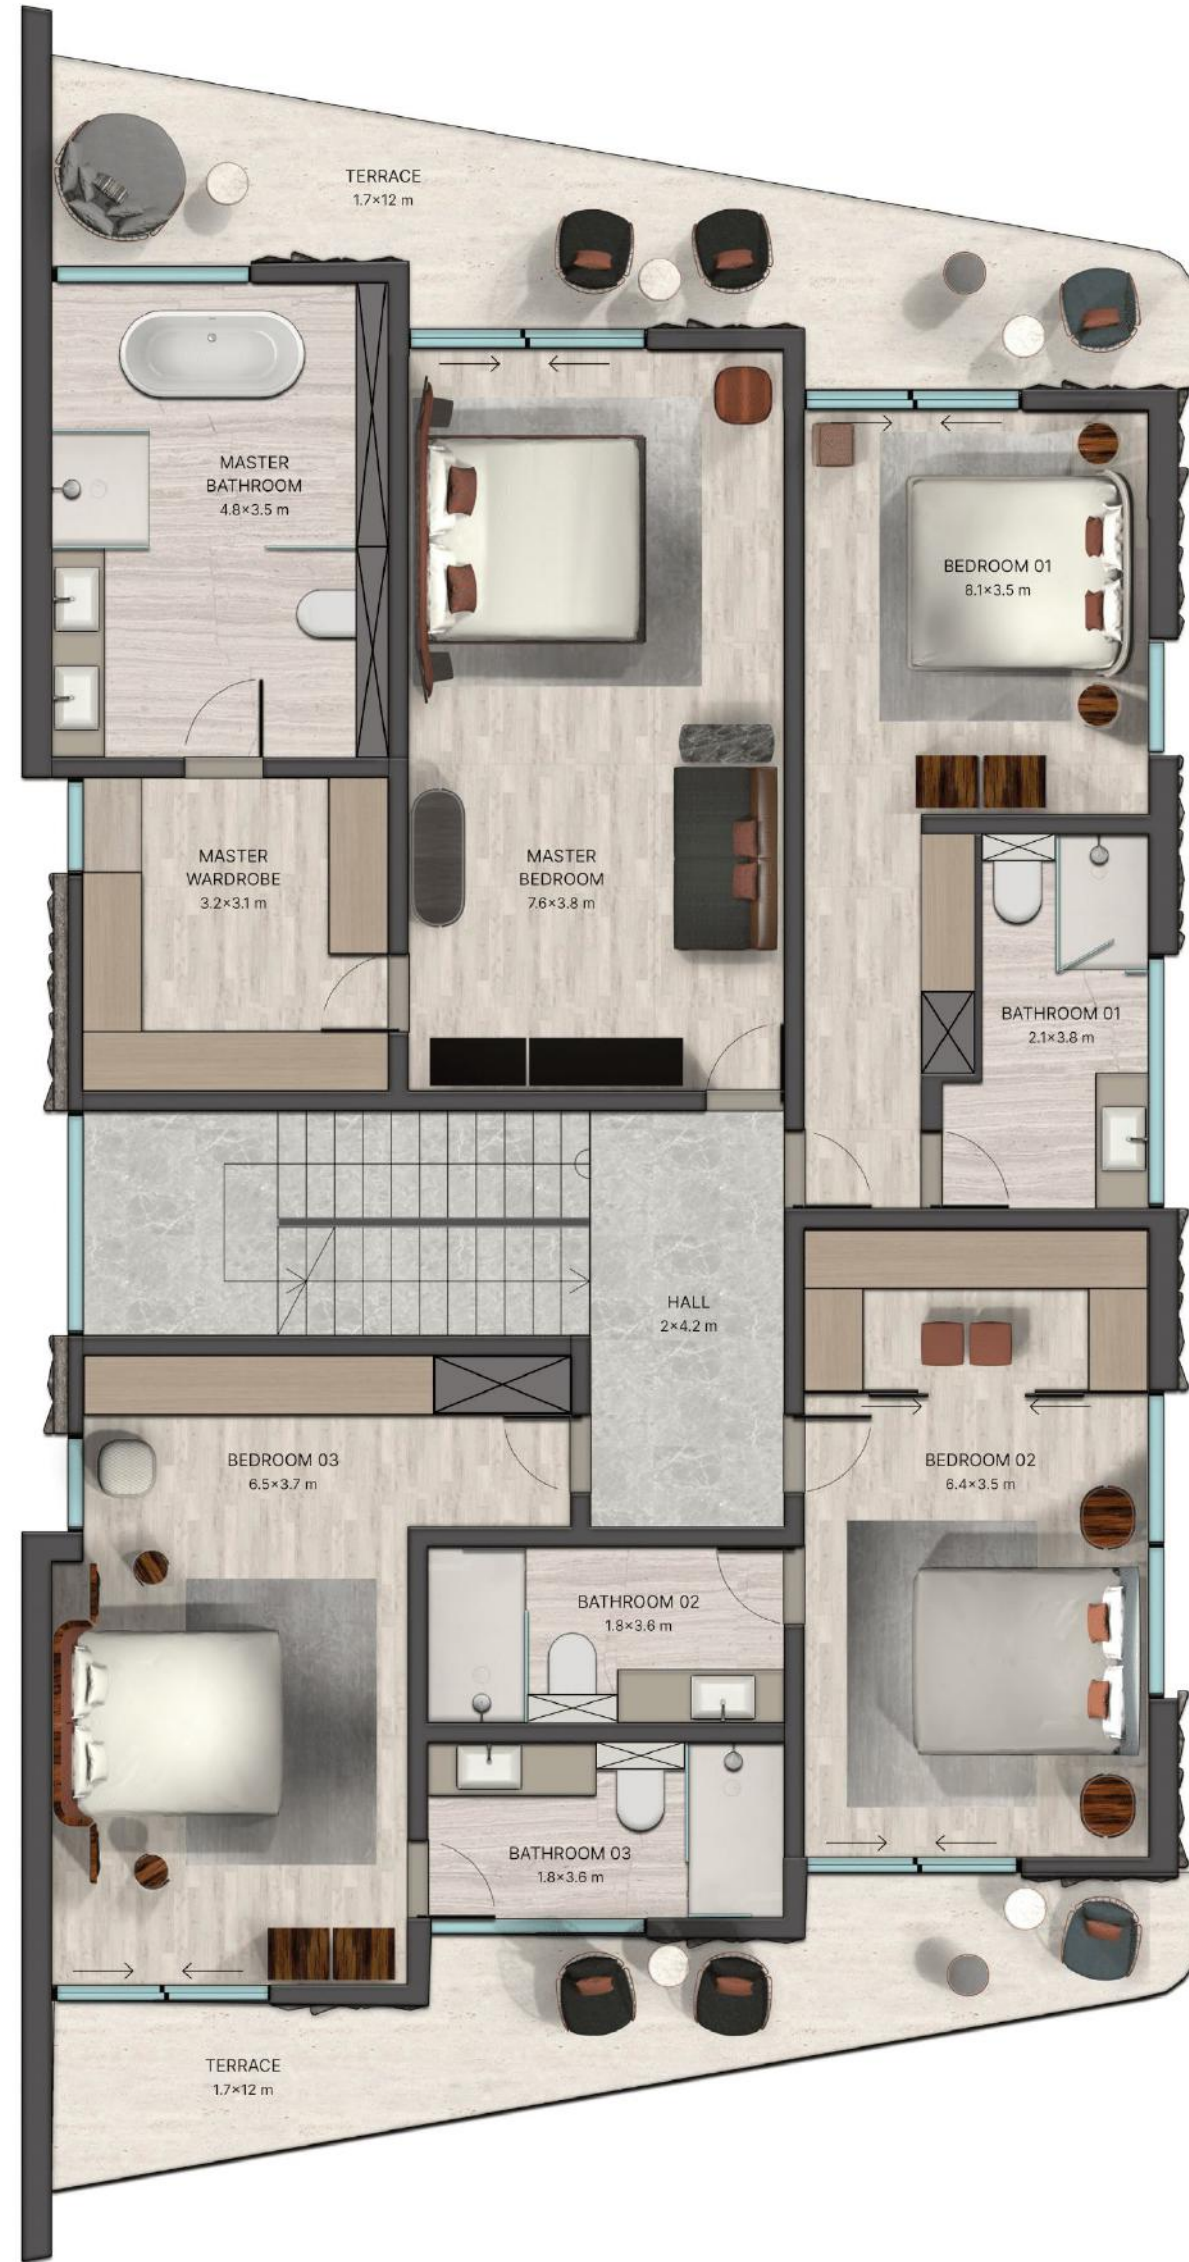 TERRACE
1.7×12 m
MASTER
BATHROOM
4.8×3.5 m
BEDROOM 01
8.1×3.5 m
MASTER
WARDROBE
3.2×3.1 m
MASTER
BEDROOM
7.6×3.8 m
BATHROOM 01
2.1×3.8 m
HALL
2×4.2 m
BEDROOM 03
6.5×3.7 m
BEDROOM 02
6.4×3.5 m
BATHROOM 02
1.8×3.6 m
BATHROOM 03
1.8×3.6 m
TERRACE
1.7×12 m